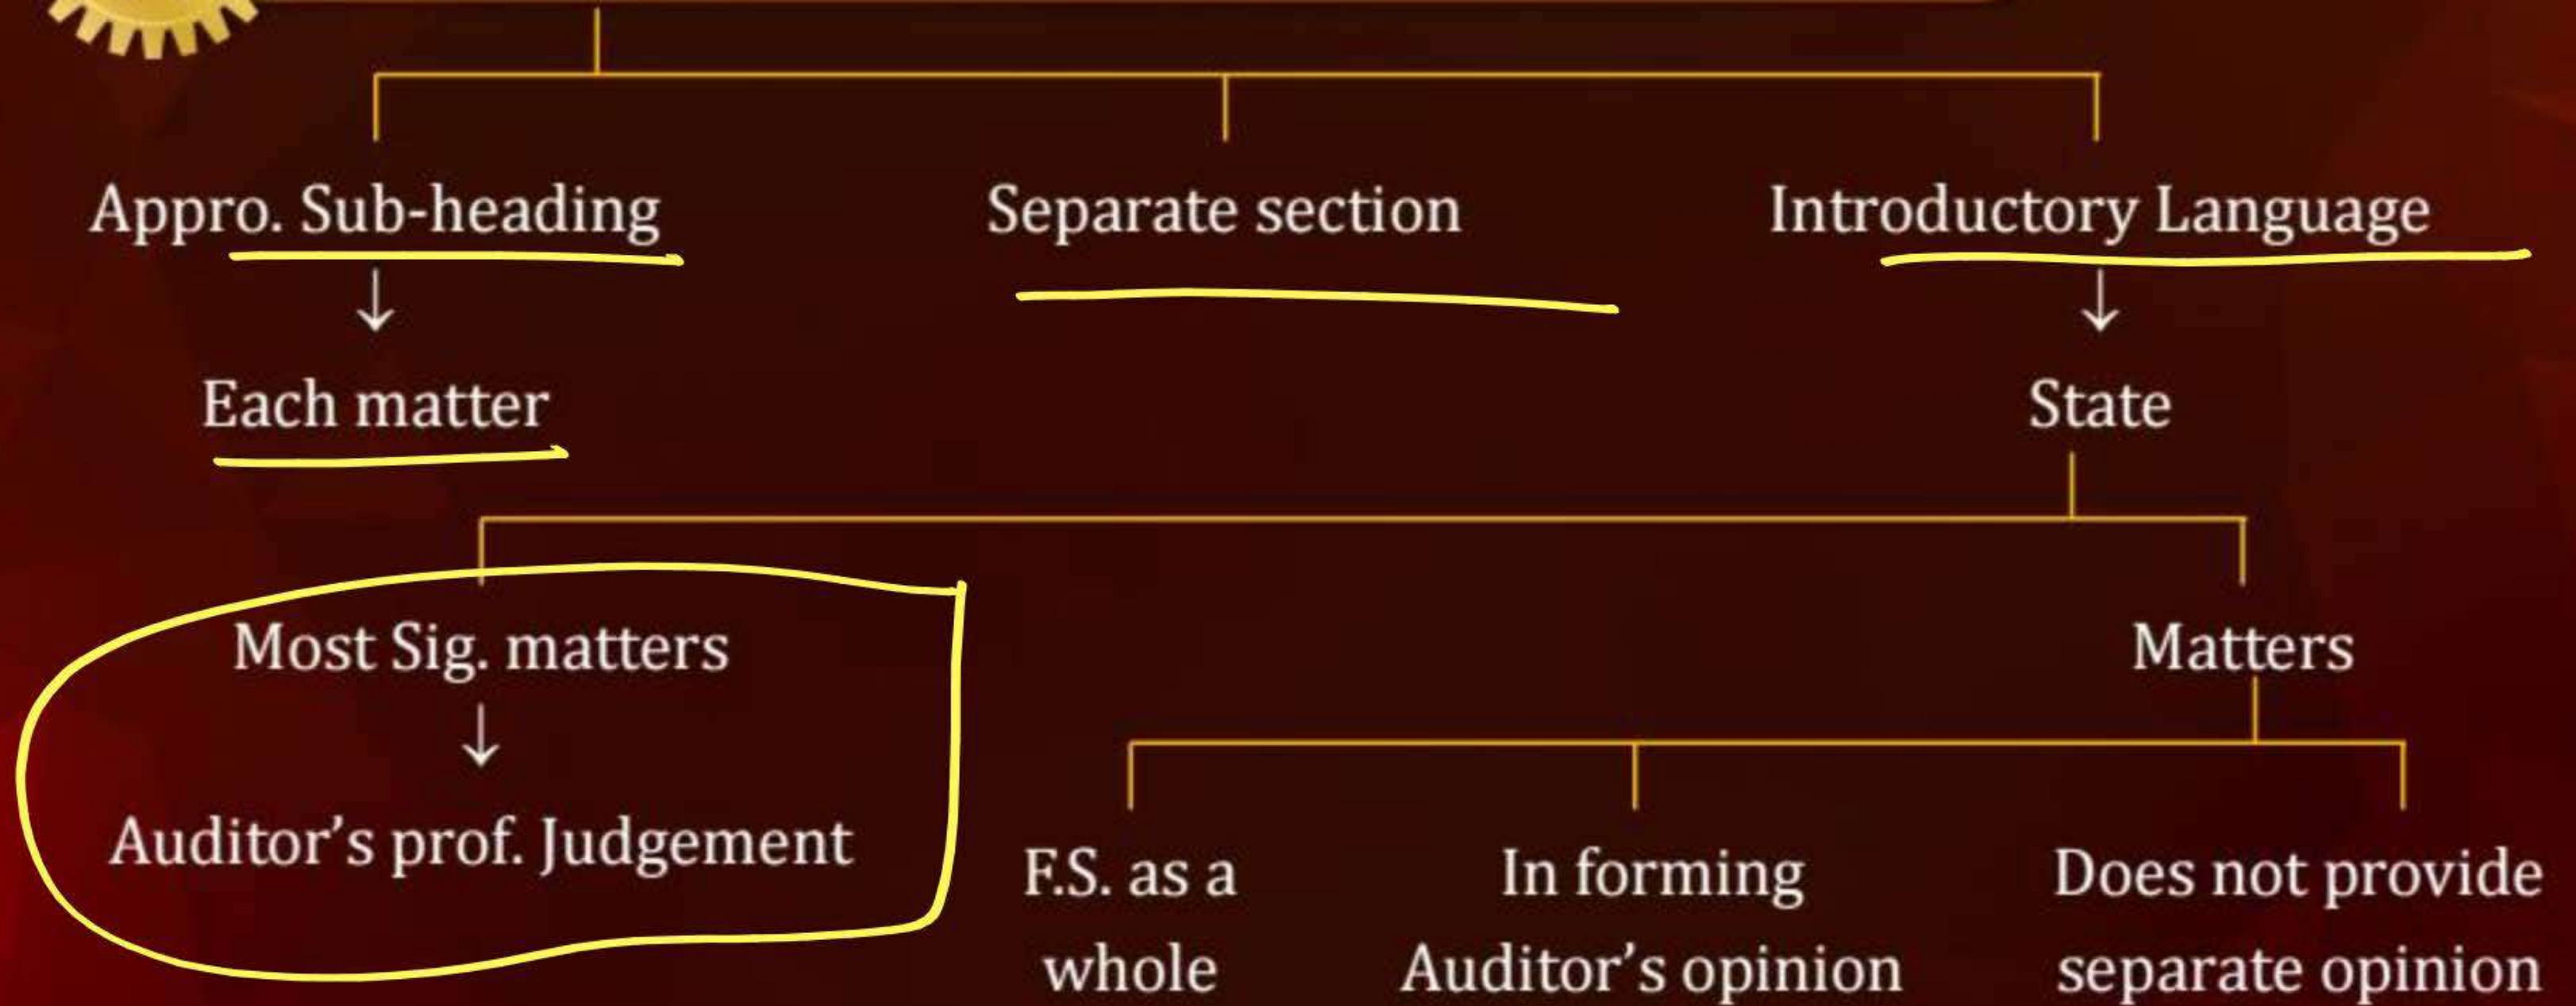 Appro. Sub-heading
Separate section
Introductory Language
Each matter
State
Most Sig. matters
Matters
Auditor’s prof. Judgement
F.S. as a
whole
In forming
Auditor’s opinion
Does not provide
separate opinion